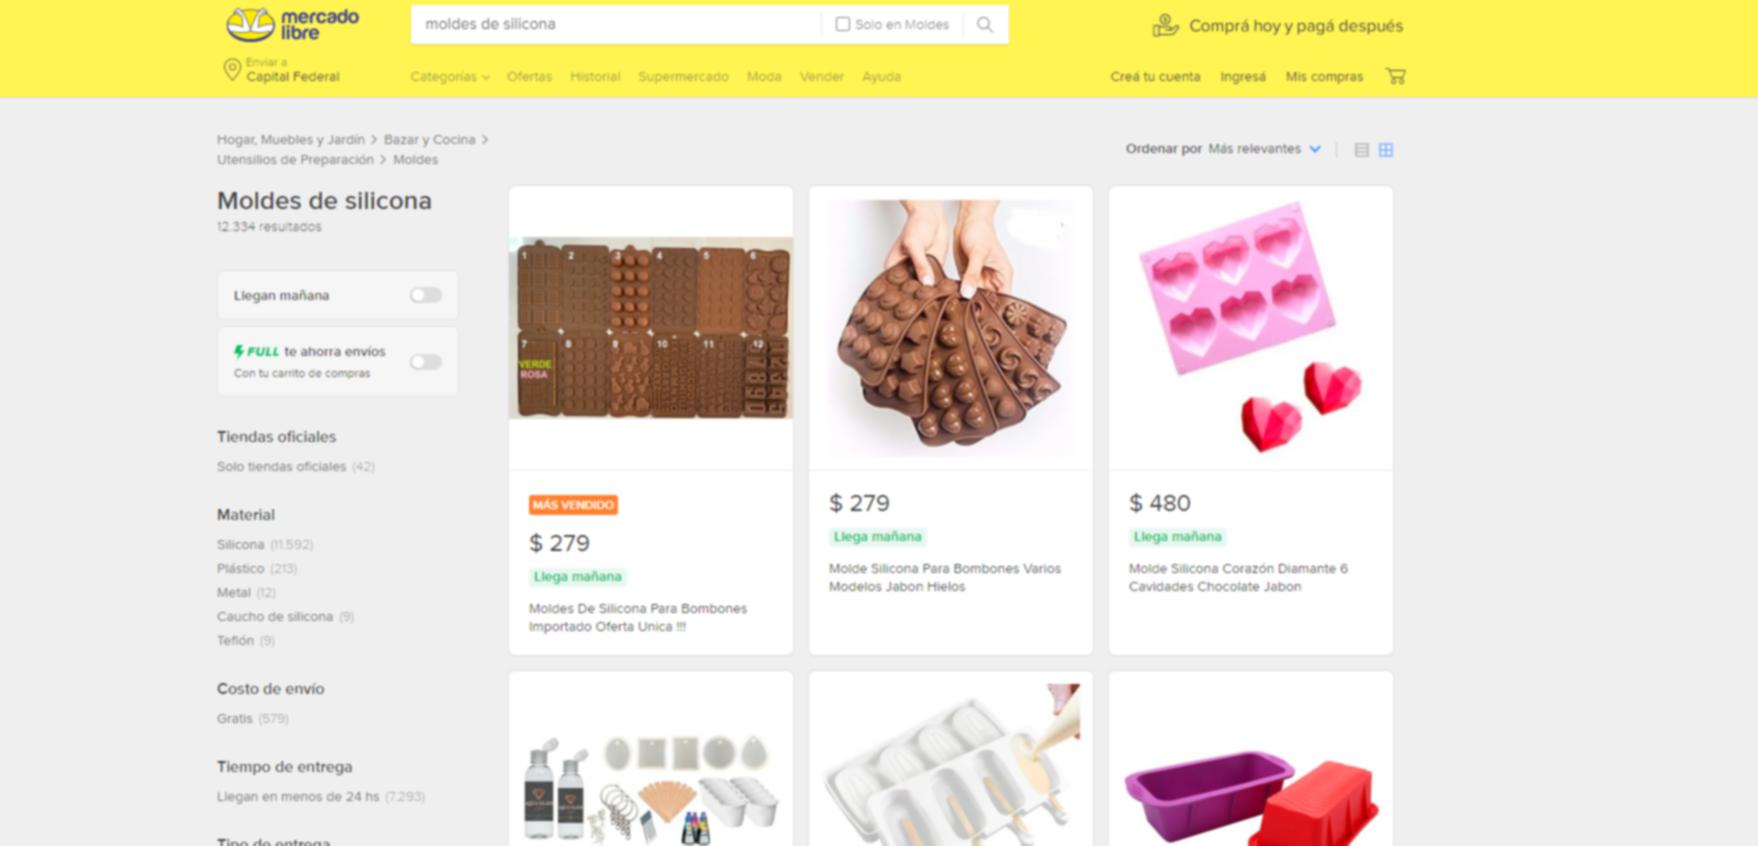 mercado
libre
moldes de silicona
Solo en Moldes
Comprá hoy y pagá después
Enviar a
Capital Federal
Categorías
Ofertas
Historial
Supermercado
Moda
Vender
Ayuda
Creá tu cuenta
Ingresá
Mis compras
Hogar, Muebles y Jardín > Bazar y Cocina >
Utensilios de Preparación > Moldes
Ordenar por Más relevantes
Moldes de silicona
12.334 resultados
Llegan mañana
FULL te ahorra envíos
Con tu carrito de compras
Tiendas oficiales
Solo tiendas oficiales (42)
Material
Silicona (11.592)
Plástico (213)
Metal (12)
Caucho de silicona (9)
Teflón (9)
Costo de envío
Gratis (579)
Tiempo de entrega
Llegan en menos de 24 hs (7.293)
Tipo de entrega
1 2 3 4 5 6
7 8 9 10 11 12
VERDE
ROSA
MÁS VENDIDO
$ 279
Llega mañana
Moldes De Silicona Para Bombones
Importado Oferta Unica !!!
$ 279
Llega mañana
Molde Silicona Para Bombones Varios
Modelos Jabon Hielos
$ 480
Llega mañana
Molde Silicona Corazón Diamante 6
Cavidades Chocolate Jabon